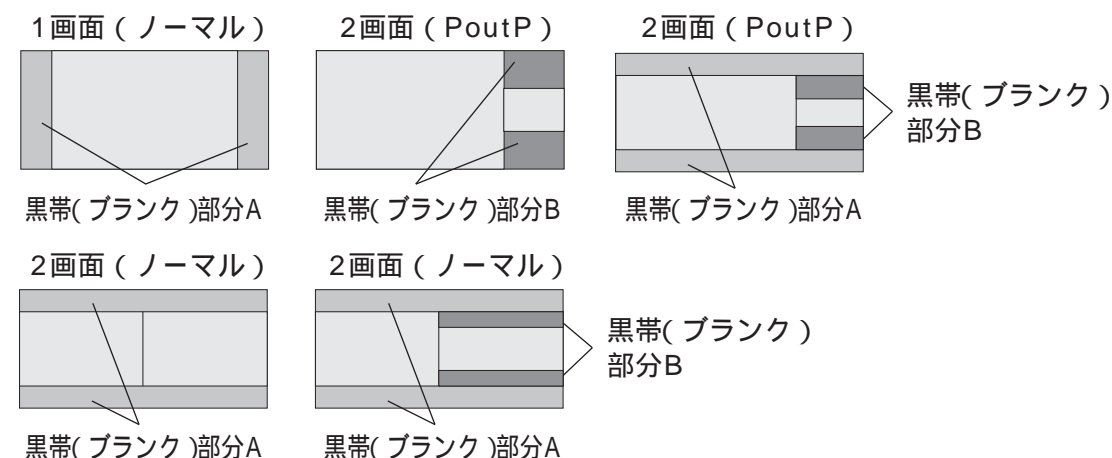 1画面(ノーマル)
2画面(PoutP)
2画面(PoutP)
黒帯(ブランク)
部分B
黒帯(ブランク)部分A
黒帯(ブランク)部分B
黒帯(ブランク)部分A
2画面(ノーマル)
2画面(ノーマル)
黒帯(ブランク)
部分B
黒帯(ブランク)部分A
黒帯(ブランク)部分A